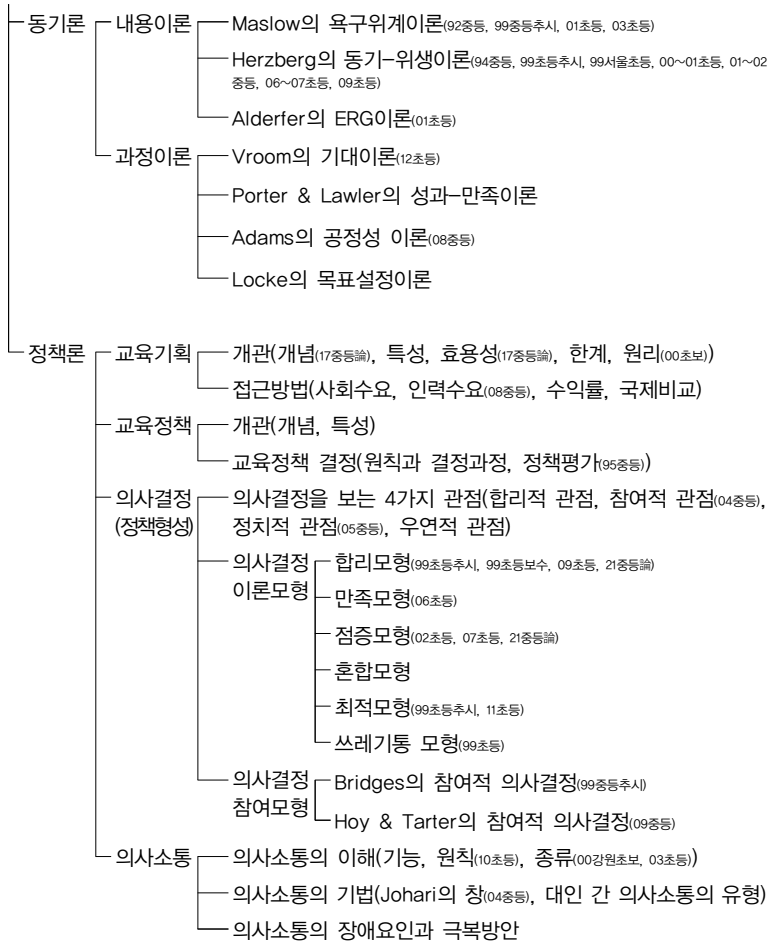 동기론 내용이론 Maslow의 욕구위계이론(92중등, 99중등추시, 01초등, 03초등)
Herzberg의 동기-위생이론(94중등, 99초등추시, 99서울초등, 00~01초등, 01~02
중등, 06~07초등, 09초등)
Alderfer의 ERG이론(01초등)
과정이론 Vroom의 기대이론(12초등)
Porter & Lawler의 성과-만족이론
Adams의 공정성 이론(08중등)
Locke의 목표설정이론
정책론 교육기획 개관(개념(17중등論), 특성, 효용성(17중등論), 한계, 원리(00초보))
접근방법(사회수요, 인력수요(08중등), 수익률, 국제비교)
교육정책 개관(개념, 특성)
교육정책 결정(원칙과 결정과정, 정책평가(95중등))
의사결정 의사결정을 보는 4가지 관점(합리적 관점, 참여적 관점(04중등),
(정책형성) 정치적 관점(05중등), 우연적 관점)
의사결정 합리모형(99초등추시, 99초등보수, 09초등, 21중등論)
이론모형 만족모형(06초등)
점증모형(02초등, 07초등, 21중등論)
혼합모형
최적모형(99초등추시, 11초등)
쓰레기통 모형(99초등)
의사결정 Bridges의 참여적 의사결정(99중등추시)
참여모형 Hoy & Tarter의 참여적 의사결정(09중등)
의사소통 의사소통의 이해(기능, 원칙(10초등), 종류(00강원초보, 03초등))
의사소통의 기법(Johari의 창(04중등), 대인 간 의사소통의 유형)
의사소통의 장애요인과 극복방안